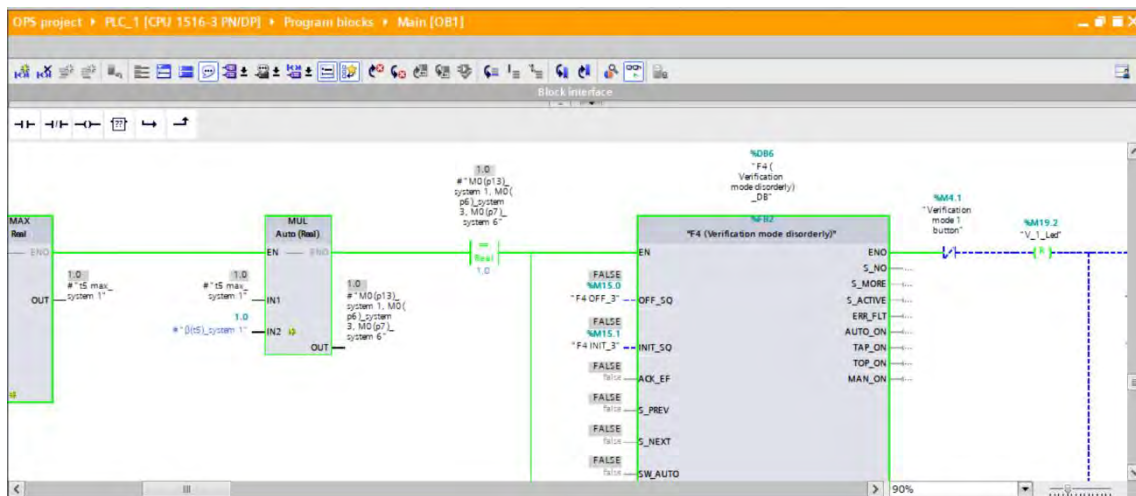 OPS project ▸ PLC_1 [CPU 1516-3 PN/DP] ▸ Program blocks ▸ Main [OB1]
Block interface
MAX
Real
ENO
OUT
1.0
#"t5 max_
system 1"
MUL
Auto (Real)
EN
ENO
1.0
#"t5 max_
system 1"
IN1
1.0
#"β(t5)_system 1"
IN2
OUT
1.0
#"M0(p13)_
system 1, M0(
p6)_system
3, M0(p7)_
system 6"
1.0
#"M0(p13)_
system 1, M0(
p6)_system
3, M0(p7)_
system 6"
==
Real
1.0
%DB6
"F4 (
Verification
mode disorderly)
_DB"
%FB2
"F4 (Verification mode disorderly)"
EN
FALSE
%M15.0
"F4 OFF_3"
OFF_SQ
FALSE
%M15.1
"F4 INIT_3"
INIT_SQ
FALSE
false
ACK_EF
FALSE
false
S_PREV
FALSE
false
S_NEXT
FALSE
false
SW_AUTO
ENO
S_NO
S_MORE
S_ACTIVE
ERR_FLT
AUTO_ON
TAP_ON
TOP_ON
MAN_ON
%M4.1
"Verification
mode 1
button"
%M19.2
"V_1_Led"
R
90%